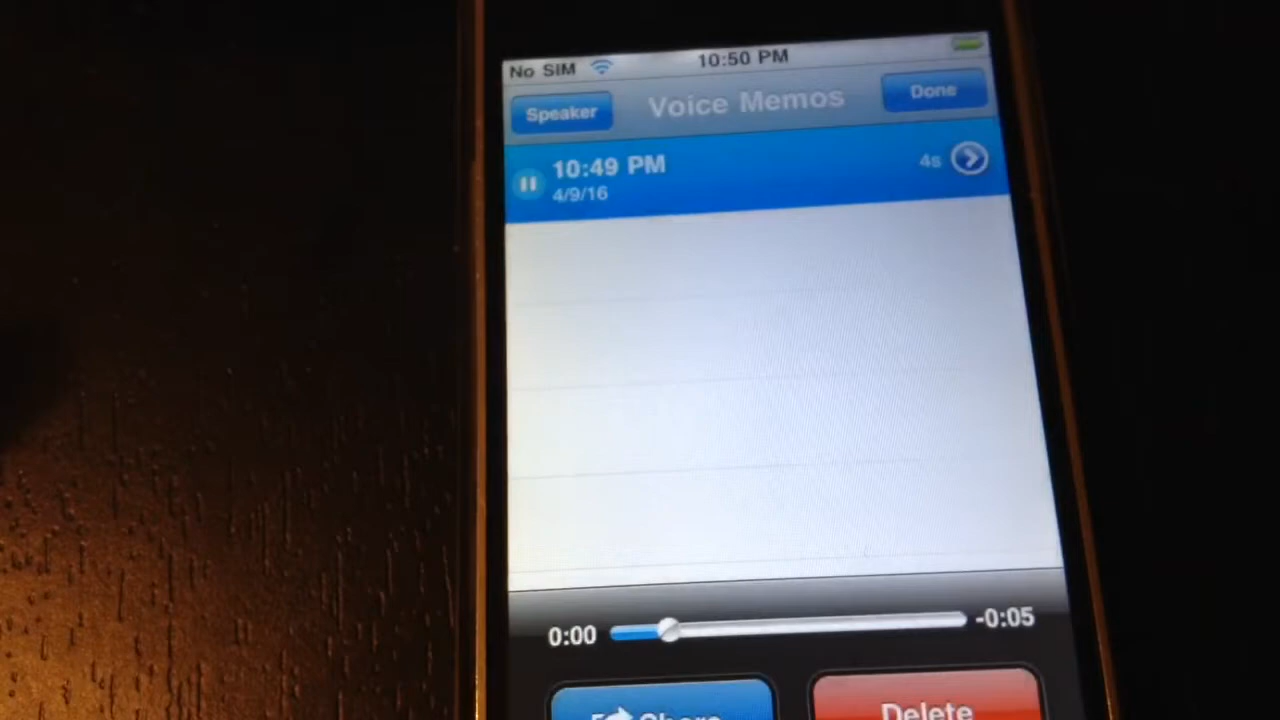 No SIM 10:50 PM
Speaker Voice Memos Done
10:49 PM 4s
4/9/16
0:00 -0:05
Share Delete